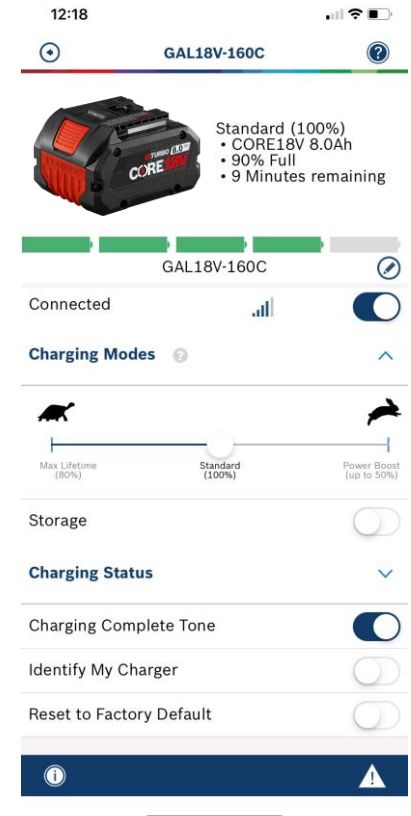 12:18
GAL18V-160C
?
TURBO 8.0
CORE18V
Standard (100%)
• CORE18V 8.0Ah
• 90% Full
• 9 Minutes remaining
GAL18V-160C
Connected
Charging Modes ?
Max Lifetime Standard Power Boost
(80%) (100%) (up to 50%)
Storage
Charging Status
Charging Complete Tone
Identify My Charger
Reset to Factory Default